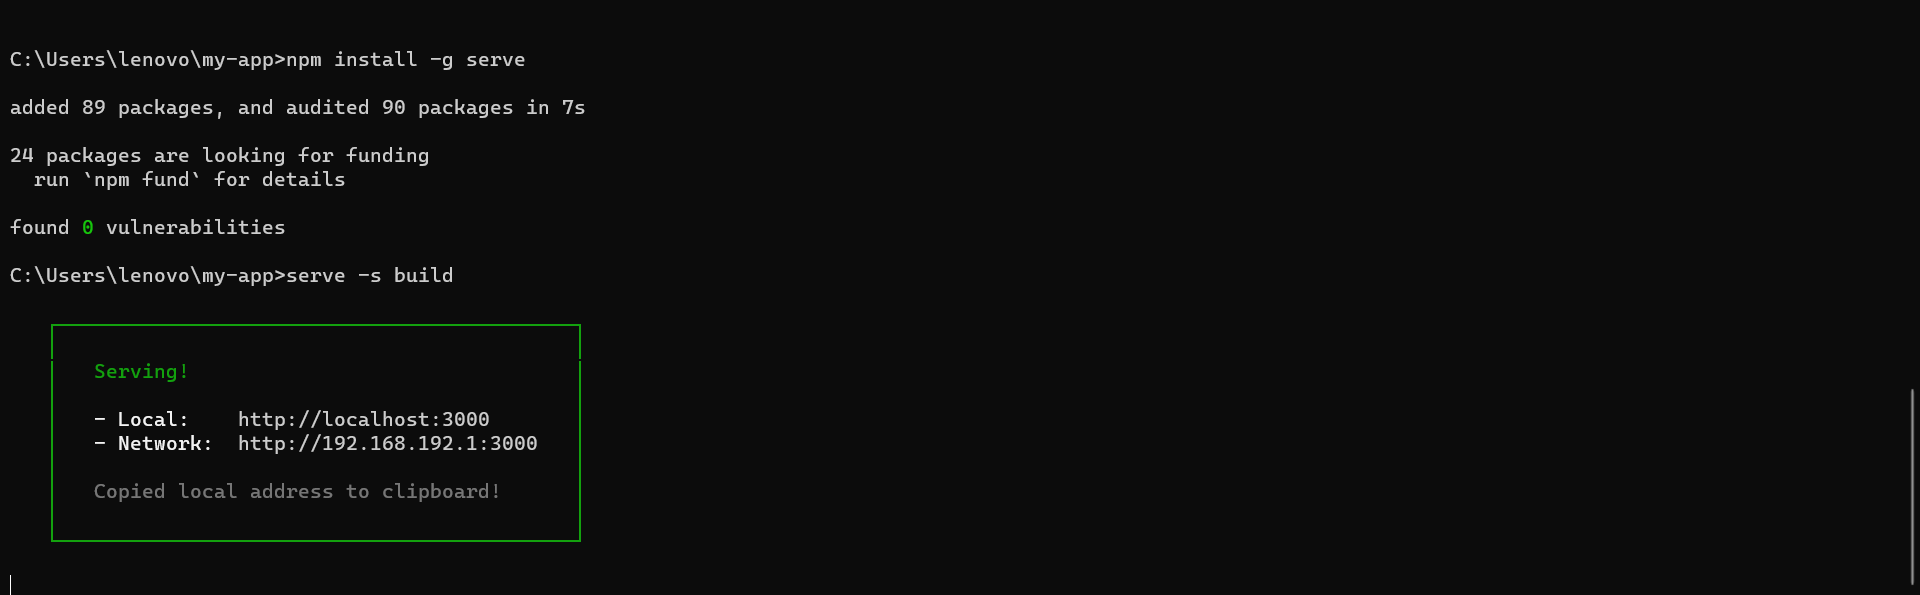 C:\Users\lenovo\my-app>npm install -g serve
added 89 packages, and audited 90 packages in 7s
24 packages are looking for funding
  run `npm fund` for details
found 0 vulnerabilities
C:\Users\lenovo\my-app>serve -s build
Serving!
- Local:    http://localhost:3000
- Network:  http://192.168.192.1:3000
Copied local address to clipboard!